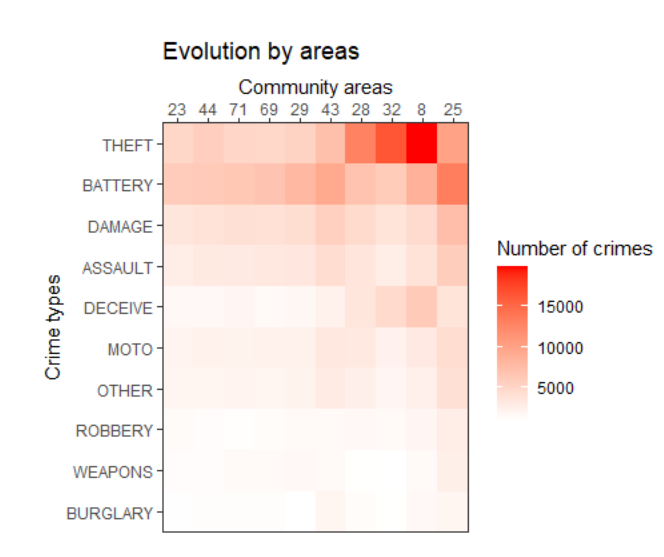 Evolution by areas
Community areas
23 44 71 69 29 43 28 32 8 25
THEFT
BATTERY
DAMAGE
ASSAULT
DECEIVE
MOTO
OTHER
ROBBERY
WEAPONS
BURGLARY
Crime types
Number of crimes
15000
10000
5000